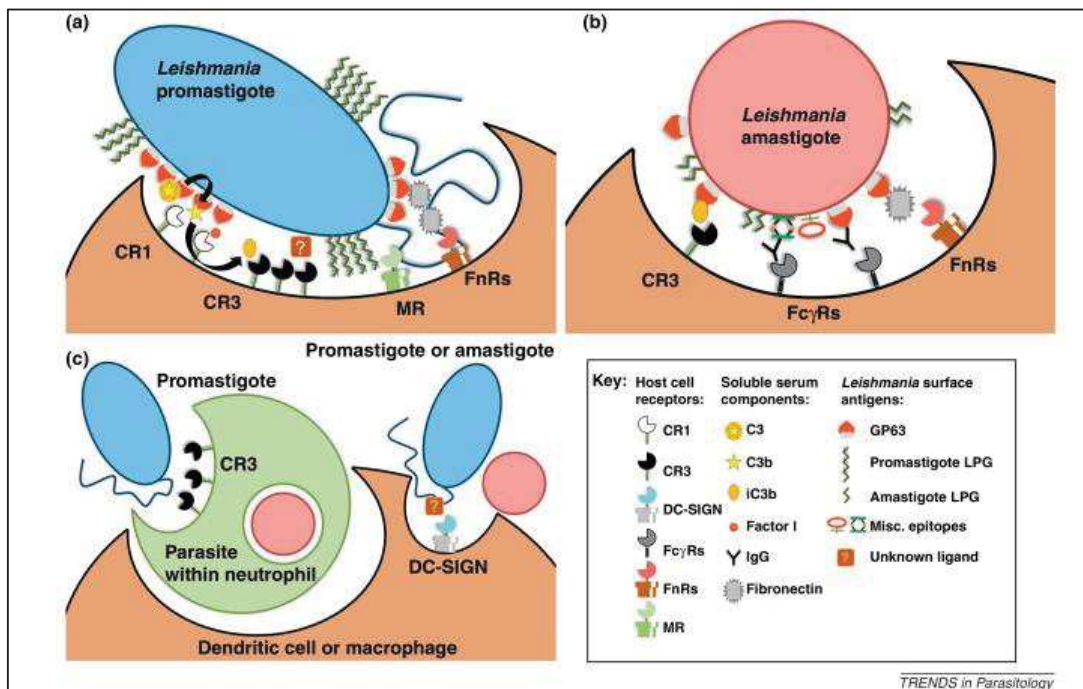 (a)
Leishmania
promastigote
CR1
CR3
MR
FnRs
(b)
Leishmania
amastigote
CR3
FcγRs
FnRs
(c)
Promastigote
CR3
Parasite
within neutrophil
Promastigote or amastigote
?
DC-SIGN
Dendritic cell or macrophage
?
Key:
Host cell
receptors:
CR1
CR3
DC-SIGN
FcγRs
FnRs
MR
Soluble serum
components:
C3
C3b
iC3b
Factor I
IgG
Fibronectin
Leishmania surface
antigens:
GP63
Promastigote LPG
Amastigote LPG
Misc. epitopes
?
Unknown ligand
TRENDS in Parasitology